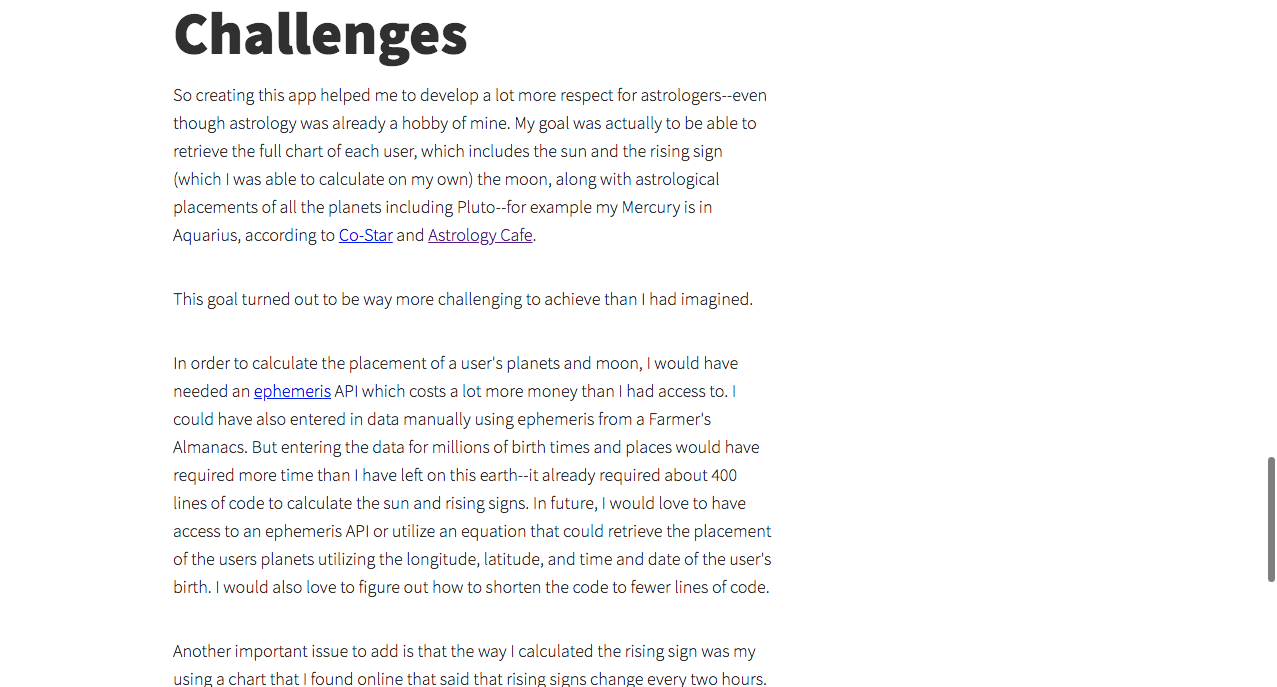 Challenges
So creating this app helped me to develop a lot more respect for astrologers--even
though astrology was already a hobby of mine. My goal was actually to be able to
retrieve the full chart of each user, which includes the sun and the rising sign
(which I was able to calculate on my own) the moon, along with astrological
placements of all the planets including Pluto--for example my Mercury is in
Aquarius, according to Co-Star and Astrology Cafe.
This goal turned out to be way more challenging to achieve than I had imagined.
In order to calculate the placement of a user's planets and moon, I would have
needed an ephemeris API which costs a lot more money than I had access to. I
could have also entered in data manually using ephemeris from a Farmer's
Almanacs. But entering the data for millions of birth times and places would have
required more time than I have left on this earth--it already required about 400
lines of code to calculate the sun and rising signs. In future, I would love to have
access to an ephemeris API or utilize an equation that could retrieve the placement
of the users planets utilizing the longitude, latitude, and time and date of the user's
birth. I would also love to figure out how to shorten the code to fewer lines of code.
Another important issue to add is that the way I calculated the rising sign was my
using a chart that I found online that said that rising signs change every two hours.